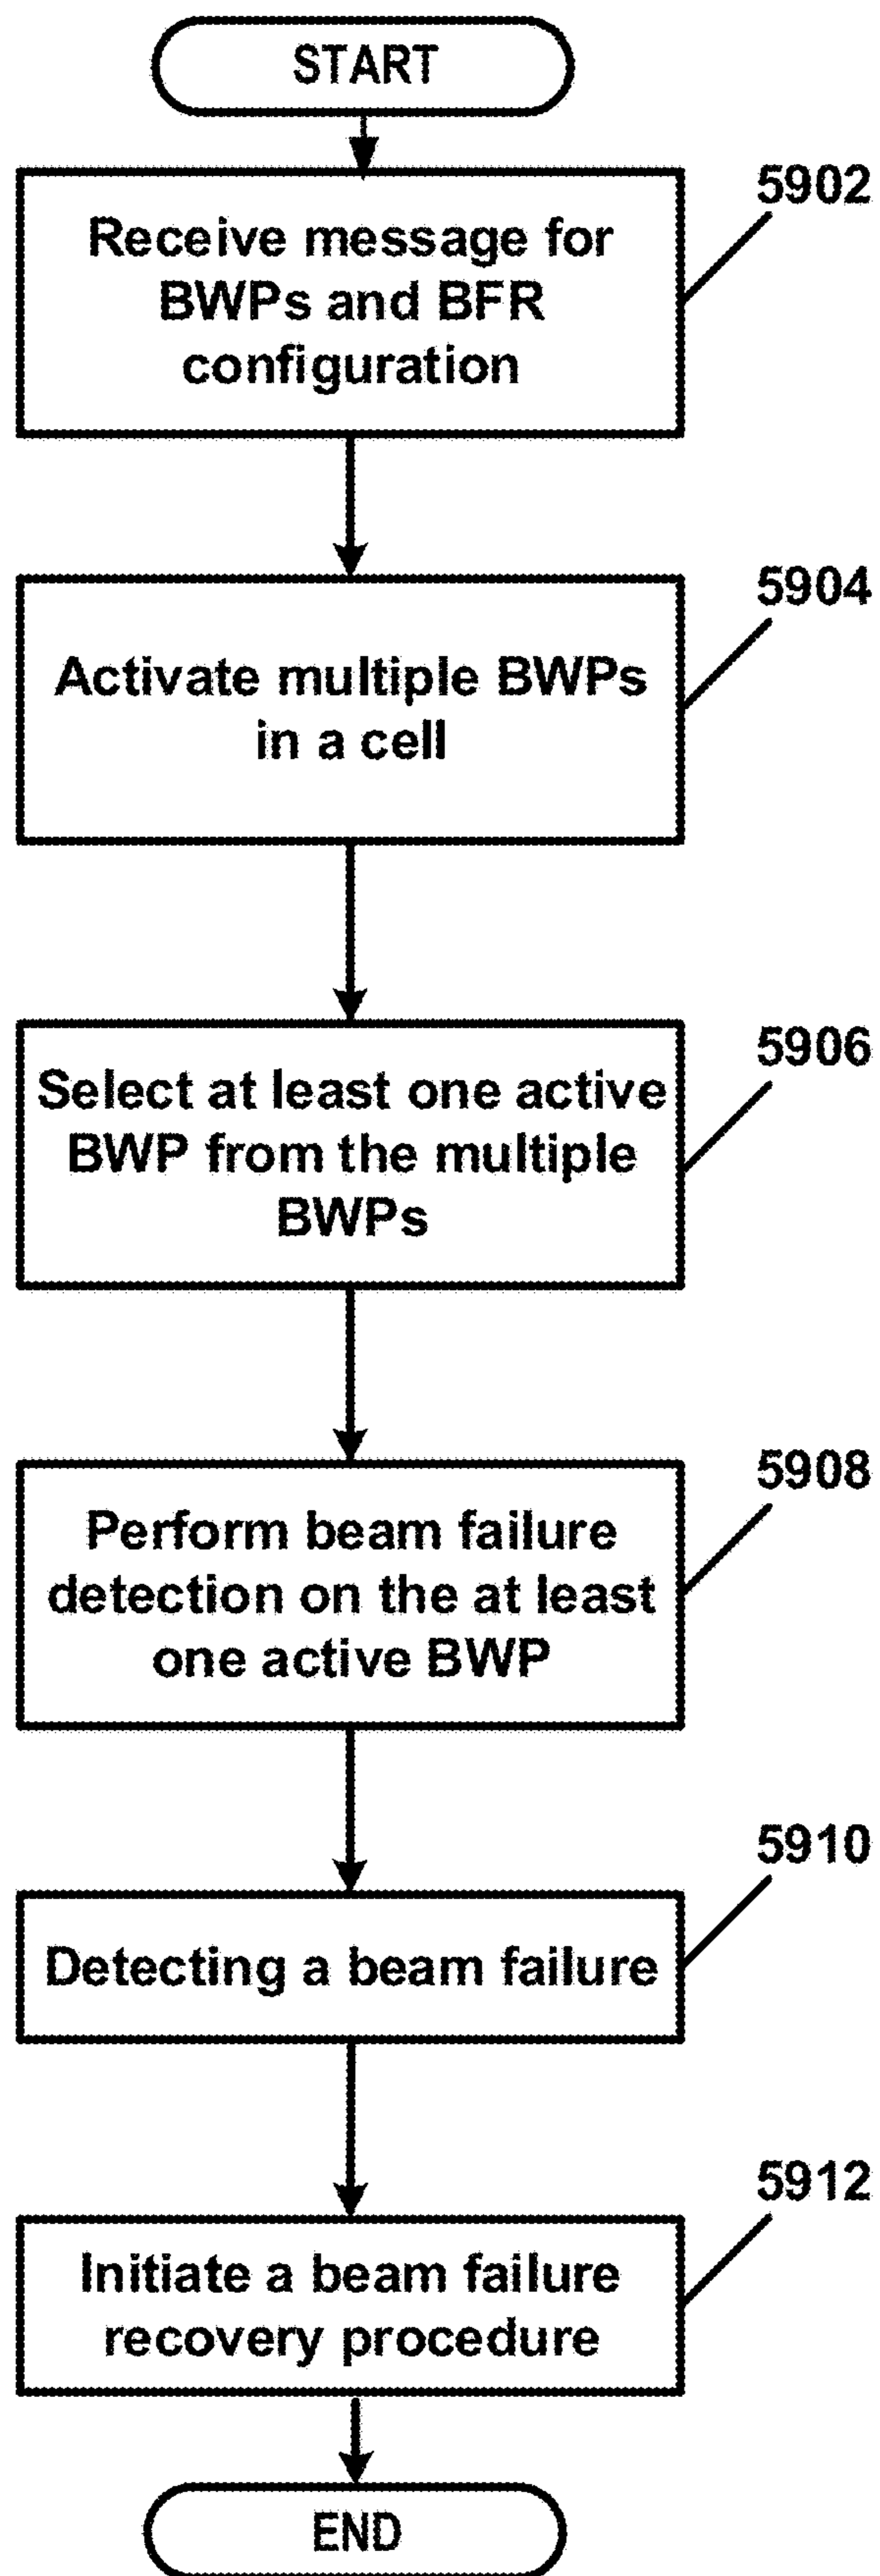 START
5902
Receive message for
BWPs and BFR
configuration
5904
Activate multiple BWPs
in a cell
5906
Select at least one active
BWP from the multiple
BWPs
5908
Perform beam failure
detection on the at least
one active BWP
5910
Detecting a beam failure
5912
Initiate a beam failure
recovery procedure
END